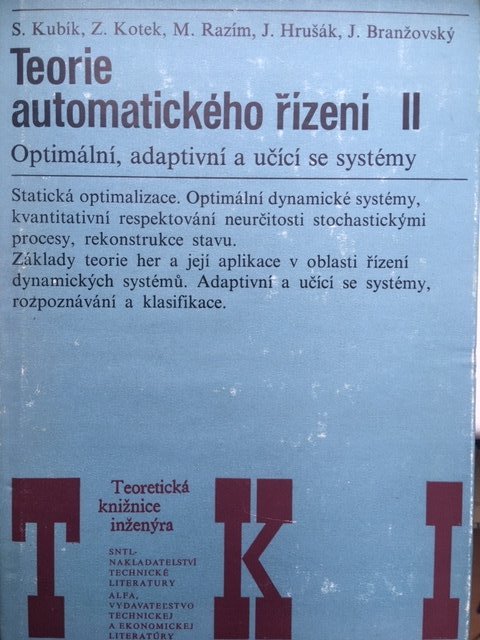 S. Kubík, Z. Kotek, M. Razím, J. Hrušák, J. Branžovský
Teorie
automatického řízení II
Optimální, adaptivní a učící se systémy
Statická optimalizace. Optimální dynamické systémy,
kvantitativní respektování neurčitosti stochastickými
procesy, rekonstrukce stavu.
Základy teorie her a její aplikace v oblasti řízení
dynamických systémů. Adaptivní a učící se systémy,
rozpoznávání a klasifikace.
Teoretická
knižnice
inženýra
SNTL-
NAKLADATELSTVÍ
TECHNICKÉ
LITERATURY
ALFA,
VYDAVATEĽSTVO
TECHNICKEJ
A EKONOMICKEJ
LITERATÚRY
T K I